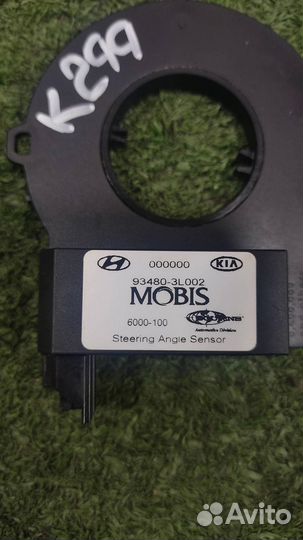 K299
000000
KIA
93480-3L002
MOBIS
6000-100
Automotive Division
Steering Angle Sensor
Avito